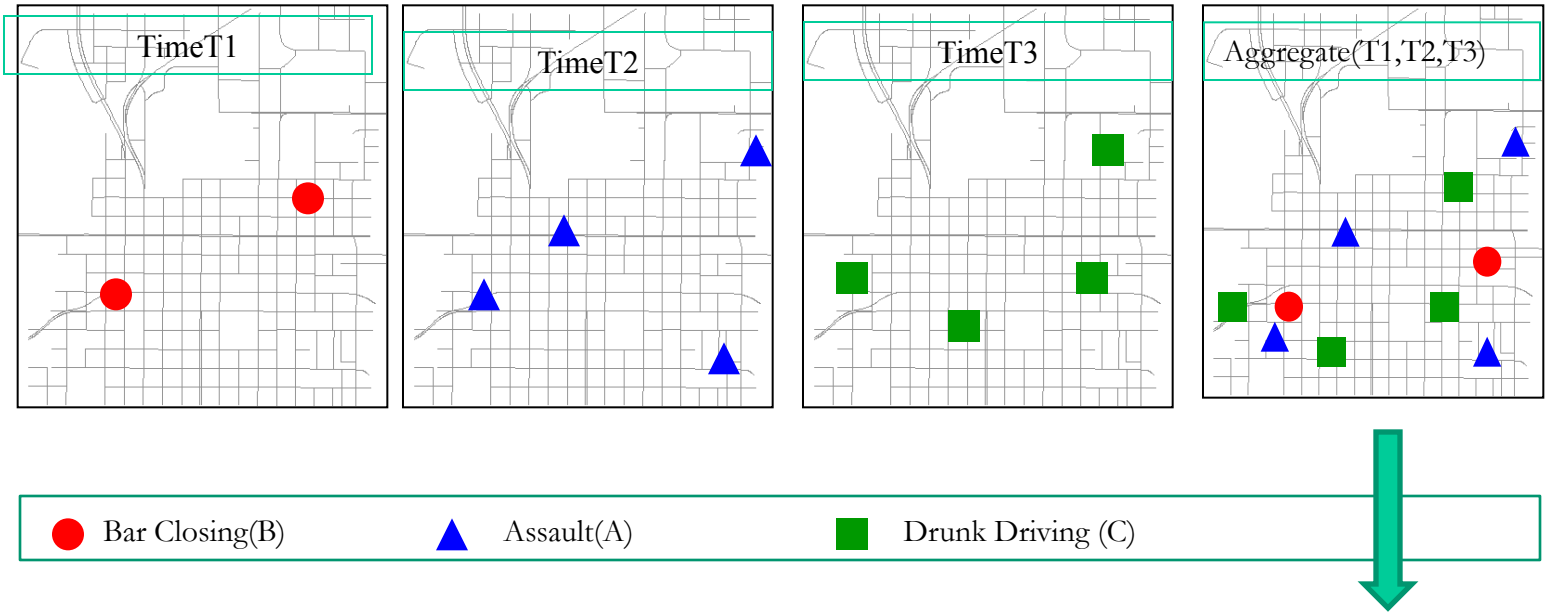 TimeT1
TimeT2
TimeT3
Aggregate(T1,T2,T3)
Bar Closing(B)
Assault(A)
Drunk Driving (C)